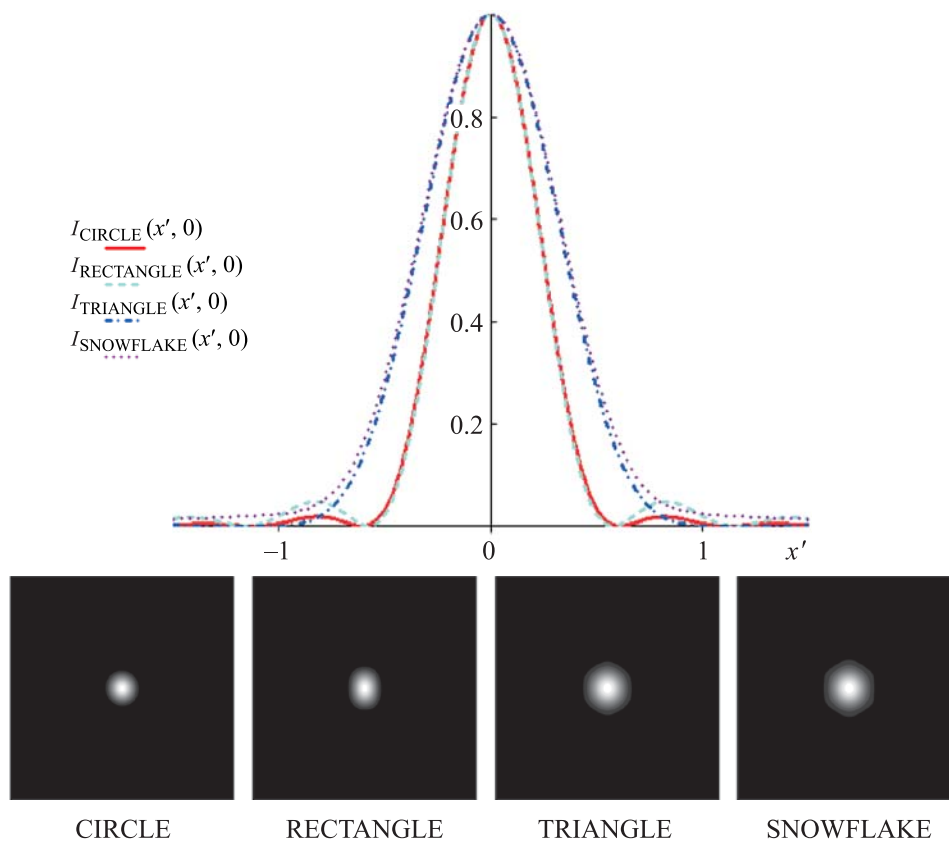 0.8
0.6
0.4
0.2
I_CIRCLE (x′, 0)
I_RECTANGLE (x′, 0)
I_TRIANGLE (x′, 0)
I_SNOWFLAKE (x′, 0)
–1 0 1 x′
CIRCLE RECTANGLE TRIANGLE SNOWFLAKE